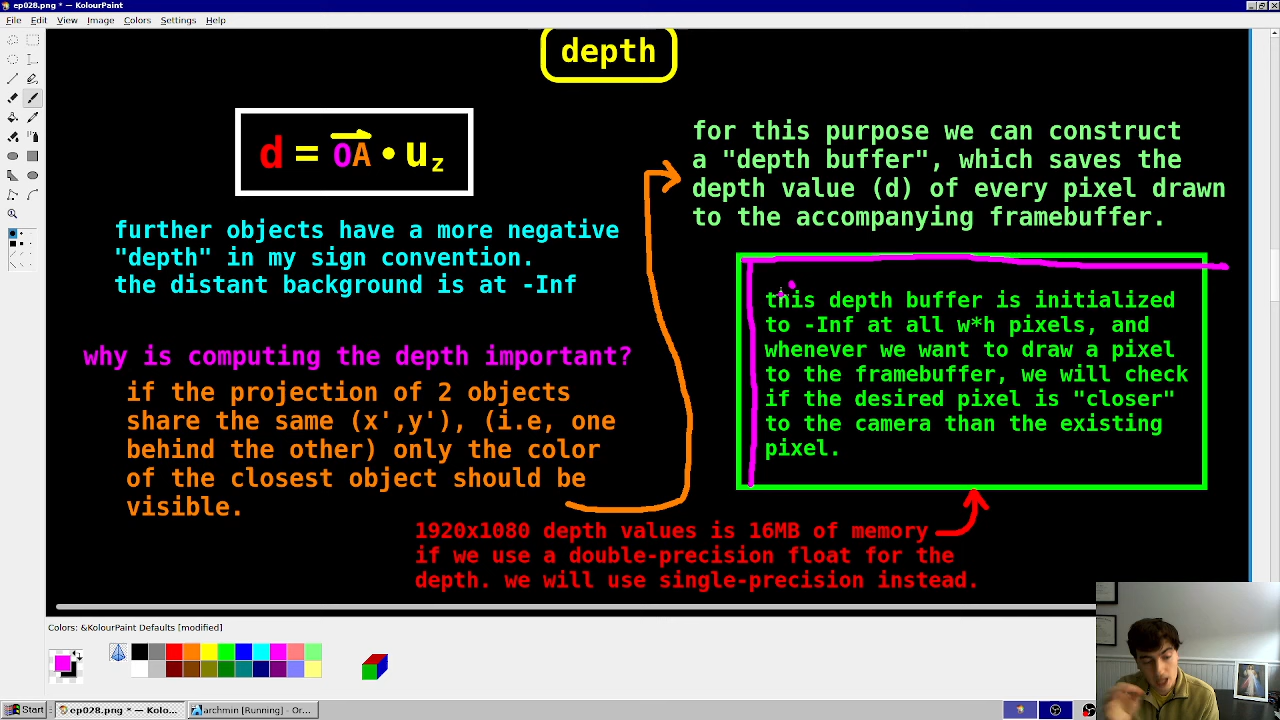 ep028.png * — KolourPaint
File Edit View Image Colors Settings Help
depth
d = OA • uz
further objects have a more negative
"depth" in my sign convention.
the distant background is at -Inf
why is computing the depth important?
if the projection of 2 objects
share the same (x',y'), (i.e, one
behind the other) only the color
of the closest object should be
visible.
for this purpose we can construct
a "depth buffer", which saves the
depth value (d) of every pixel drawn
to the accompanying framebuffer.
this depth buffer is initialized
to -Inf at all w*h pixels, and
whenever we want to draw a pixel
to the framebuffer, we will check
if the desired pixel is "closer"
to the camera than the existing
pixel.
1920x1080 depth values is 16MB of memory
if we use a double-precision float for the
depth. we will use single-precision instead.
Colors: &KolourPaint Defaults [modified]
Start ep028.png * — Kolo... archmin [Running] - Or...